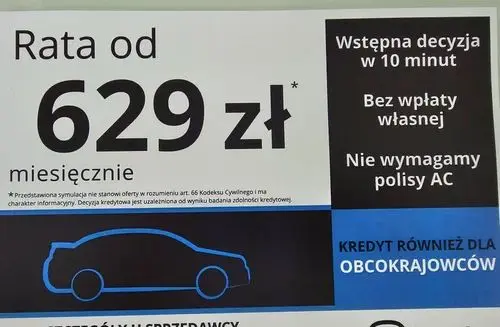 Rata od
629 zł*
miesięcznie
*Przedstawiona symulacja nie stanowi oferty w rozumieniu art. 66 Kodeksu Cywilnego i ma
charakter informacyjny. Decyzja kredytowa jest uzależniona od wyniku badania zdolności kredytowej.
Wstępna decyzja
w 10 minut
Bez wpłaty
własnej
Nie wymagamy
polisy AC
KREDYT RÓWNIEŻ DLA
OBCOKRAJOWCÓW
SZCZEGÓŁY U SPRZEDAWCY